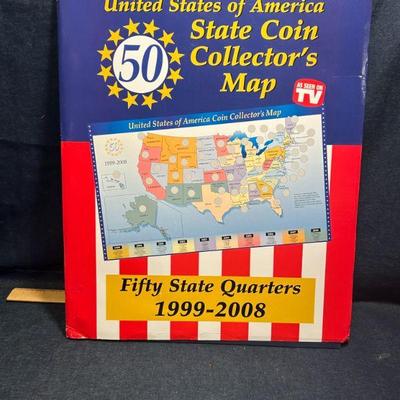 United States of America
State Coin
Collector's
Map
50
AS SEEN ON
TV
United States of America Coin Collector's Map
50
1999-2008
Fifty State Quarters
1999-2008